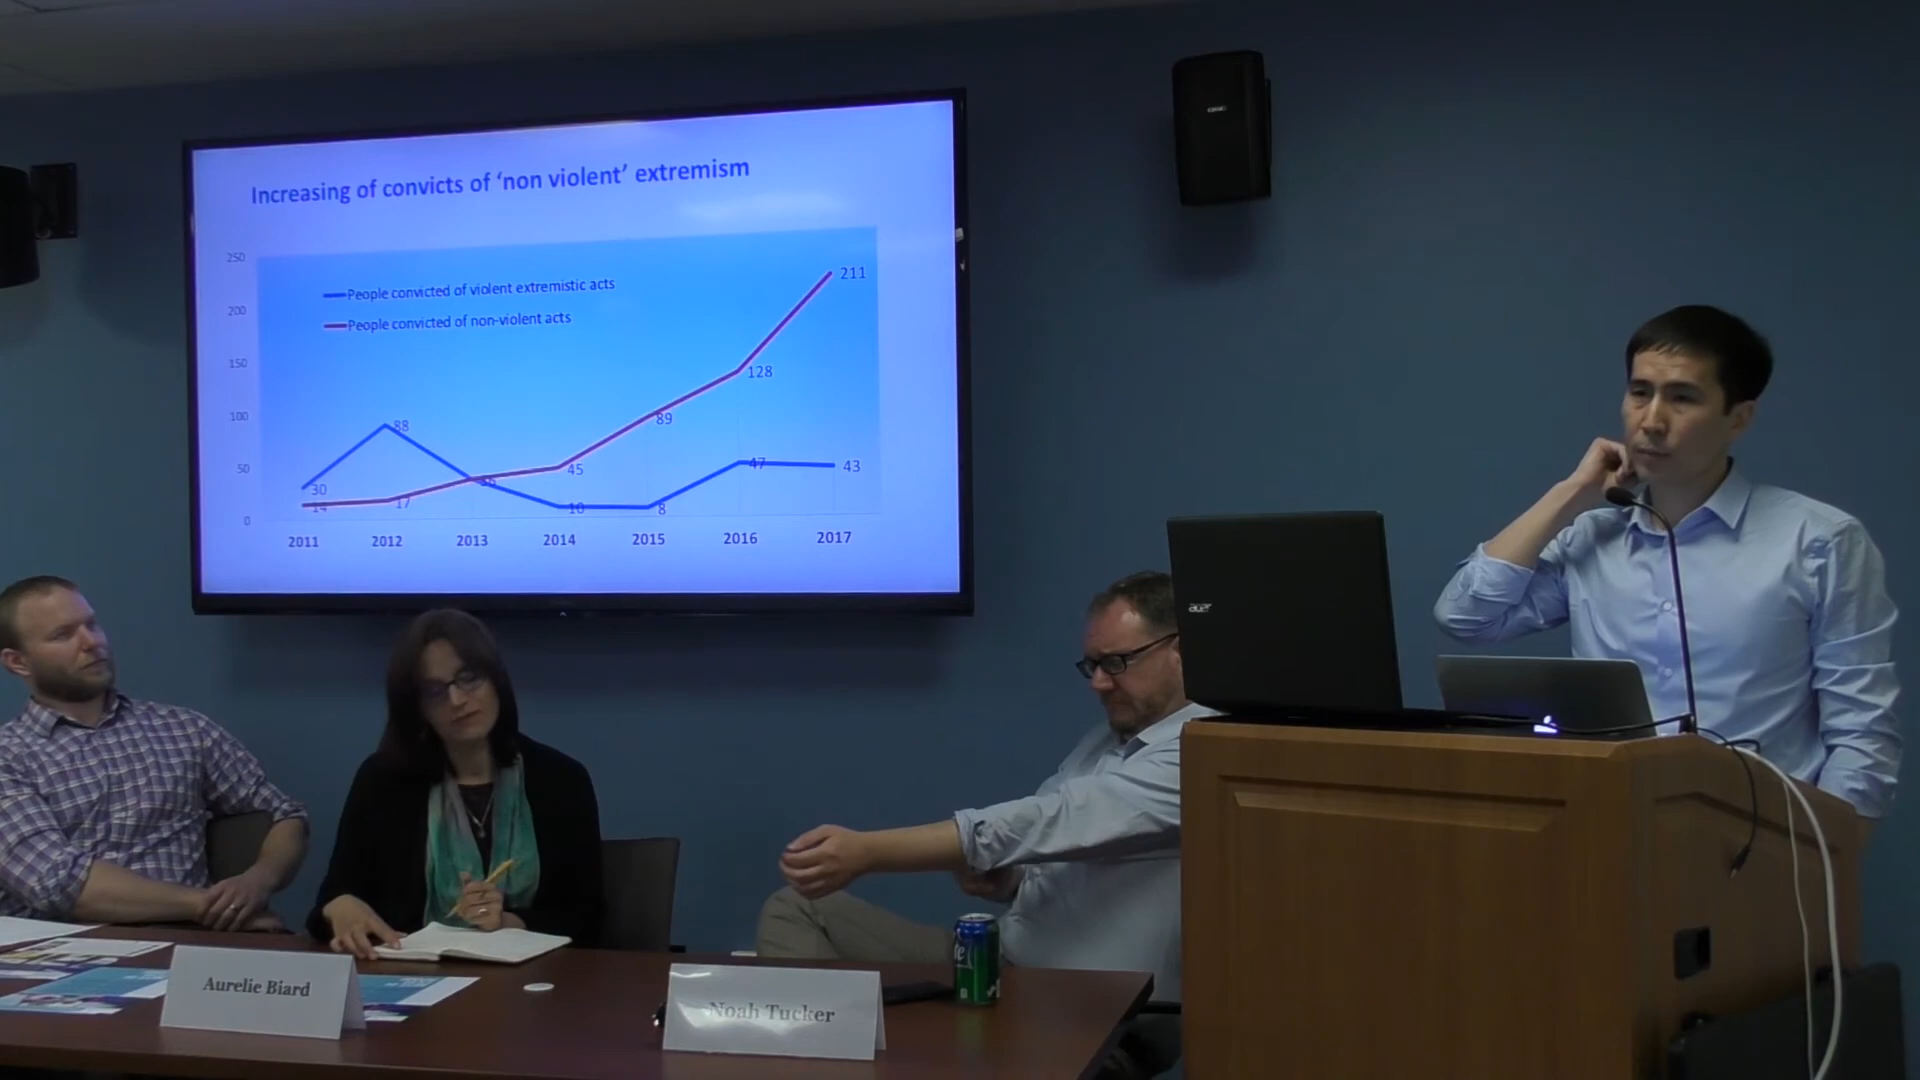 Increasing of convicts of ‘non violent’ extremism
250
200
150
100
50
0
People convicted of violent extremistic acts
People convicted of non-violent acts
211
128
89
88
45
47
43
30
14
17
10
8
2011 2012 2013 2014 2015 2016 2017
acer
Aurelie Biard
Noah Tucker